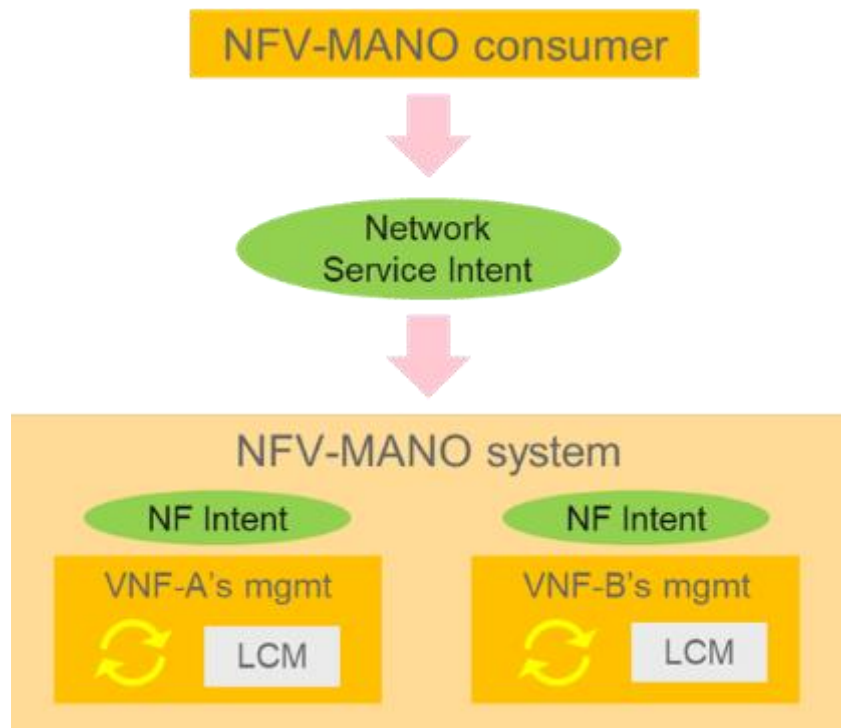 NFV-MANO consumer
Network
Service Intent
NFV-MANO system
NF Intent
NF Intent
VNF-A's mgmt
VNF-B's mgmt
LCM
LCM